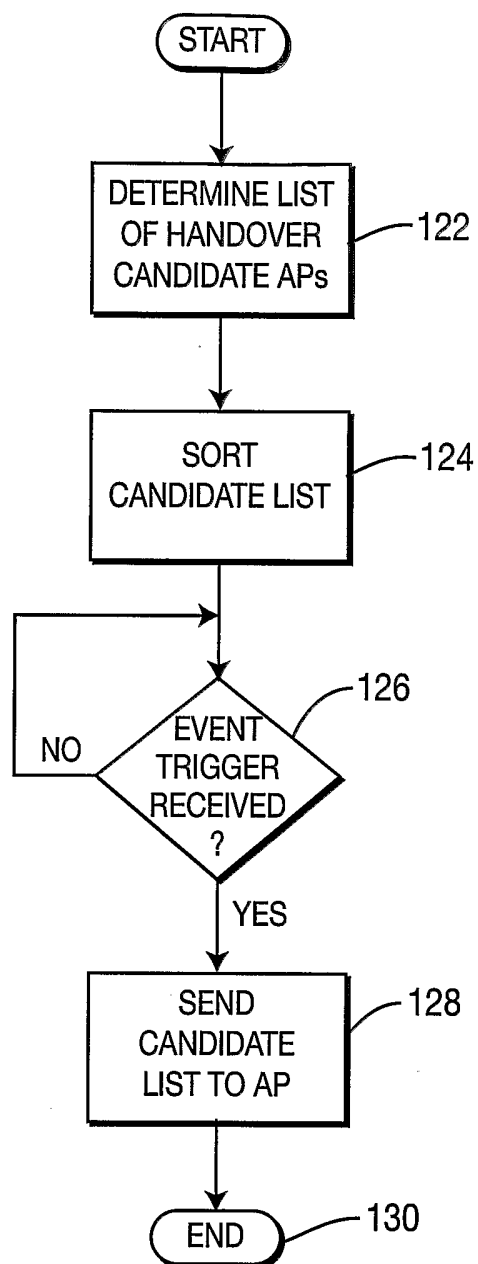 START
DETERMINE LIST
OF HANDOVER
CANDIDATE APs
122
SORT
CANDIDATE LIST
124
EVENT
TRIGGER
RECEIVED
?
126
NO
YES
SEND
CANDIDATE
LIST TO AP
128
END
130